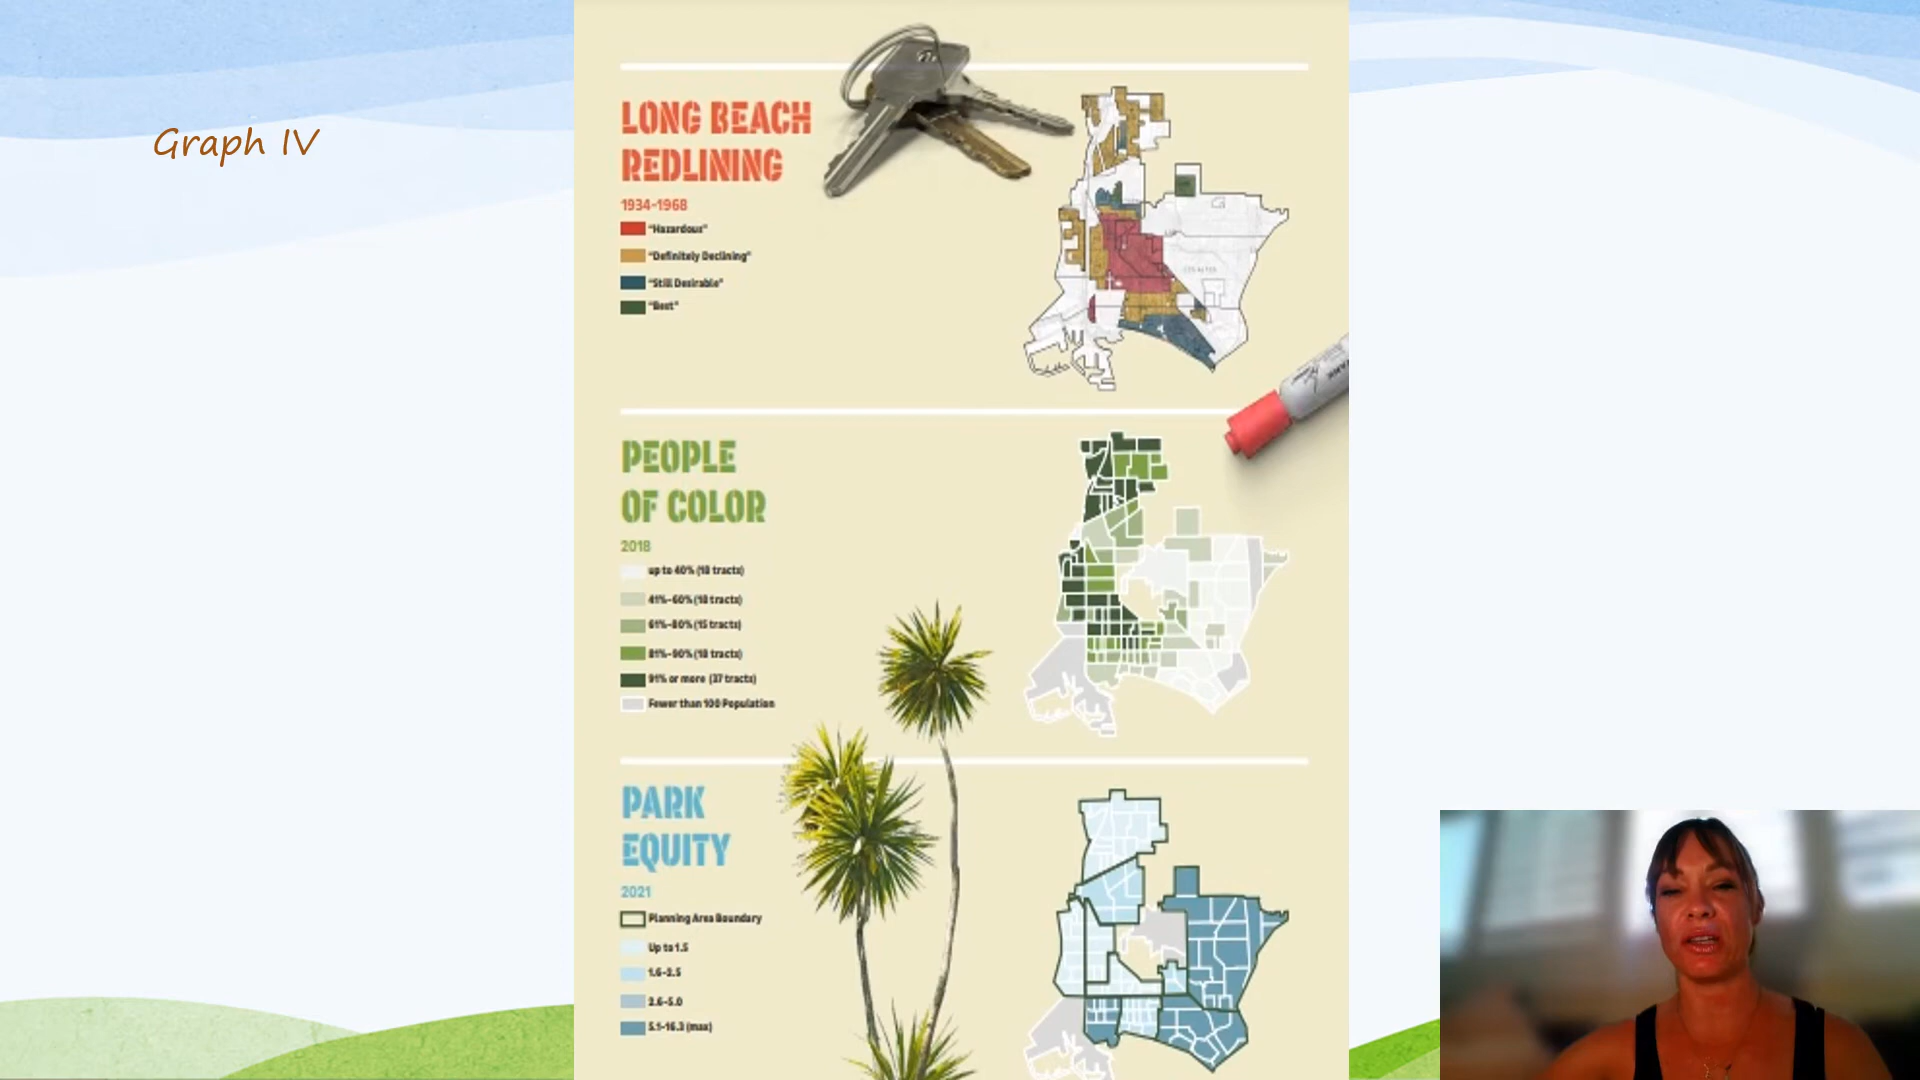 Graph IV
LONG BEACH
REDLINING
1934-1968
"Hazardous"
"Definitely Declining"
"Still Desirable"
"Best"
PEOPLE
OF COLOR
2018
up to 40% (18 tracts)
41%-60% (18 tracts)
61%-80% (15 tracts)
81%-90% (18 tracts)
91% or more (37 tracts)
Fewer than 100 Population
PARK
EQUITY
2021
Planning Area Boundary
Up to 1.5
1.6-2.5
2.6-5.0
5.1-16.3 (max)